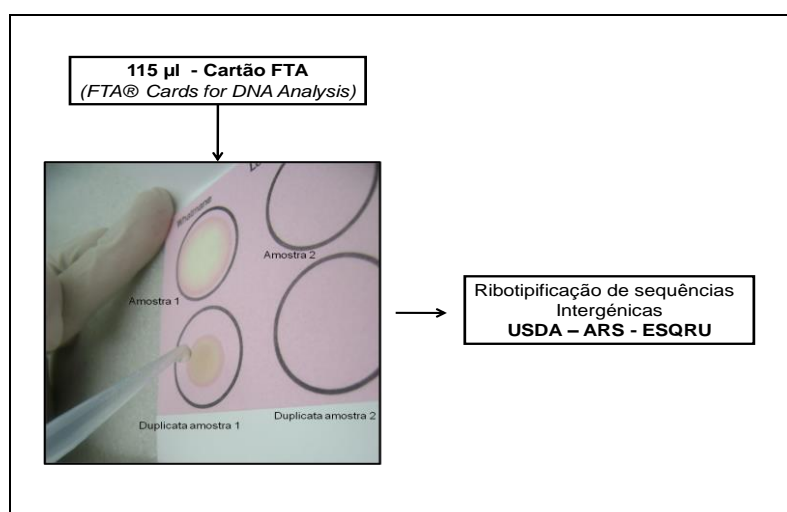 115 µl - Cartão FTA
(FTA® Cards for DNA Analysis)
Amostra 2
Amostra 1
Duplicata amostra 2
Duplicata amostra 1
Ribotipificação de sequências
Intergénicas
USDA – ARS - ESQRU